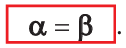 α = β.